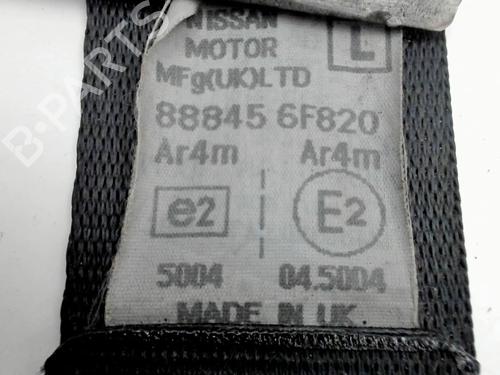 NISSAN
MOTOR L
MFg(UK)LTD
88845 6F820
Ar4m Ar4m
e2 E2
5004 04.5004
MADE IN UK
B-PARTS